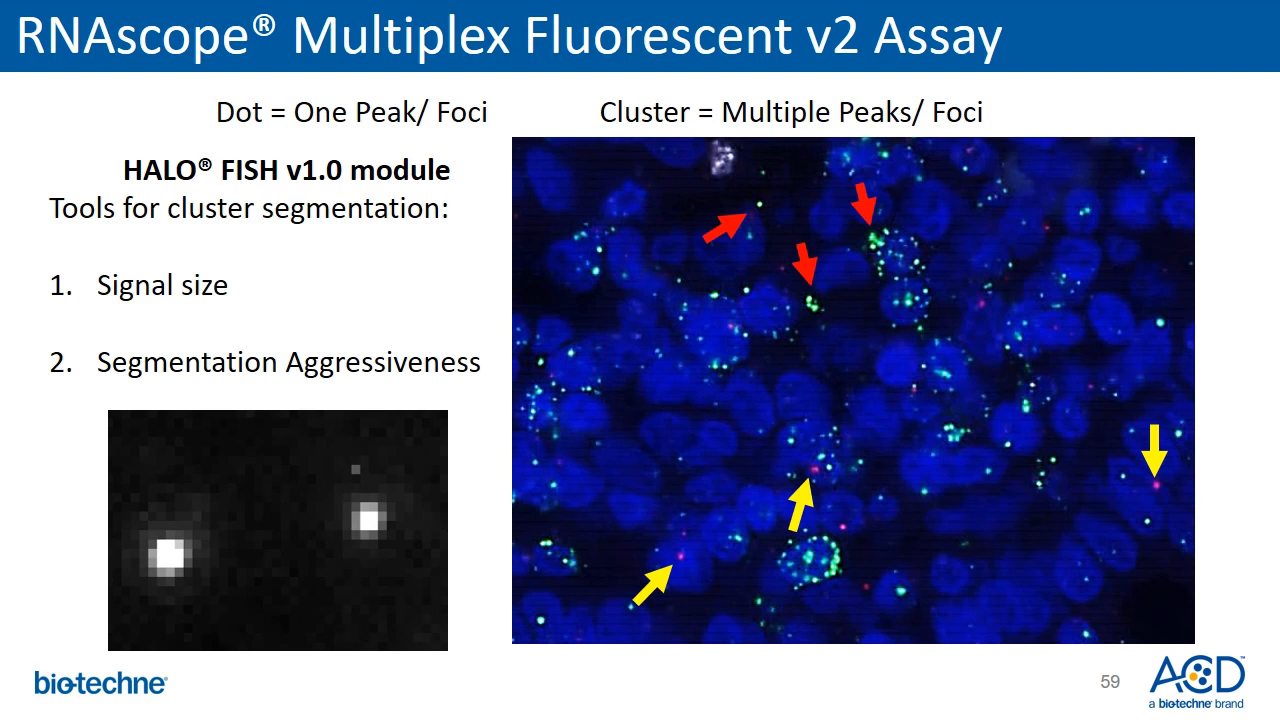 RNAscope® Multiplex Fluorescent v2 Assay
Dot = One Peak/ Foci
Cluster = Multiple Peaks/ Foci
HALO® FISH v1.0 module
Tools for cluster segmentation:
1. Signal size
2. Segmentation Aggressiveness
bio-techne®
59
ACD™
a bio-techne brand